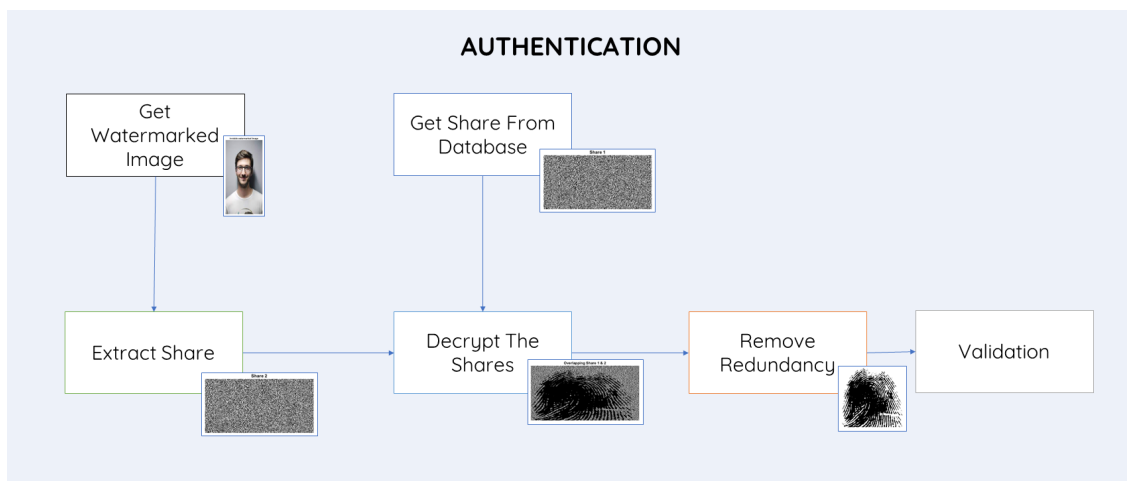 AUTHENTICATION
Get
Watermarked
Image
Get Share From
Database
Share 1
Extract Share
Share 2
Decrypt The
Shares
Overlapping Share 1 & 2
Remove
Redundancy
Validation